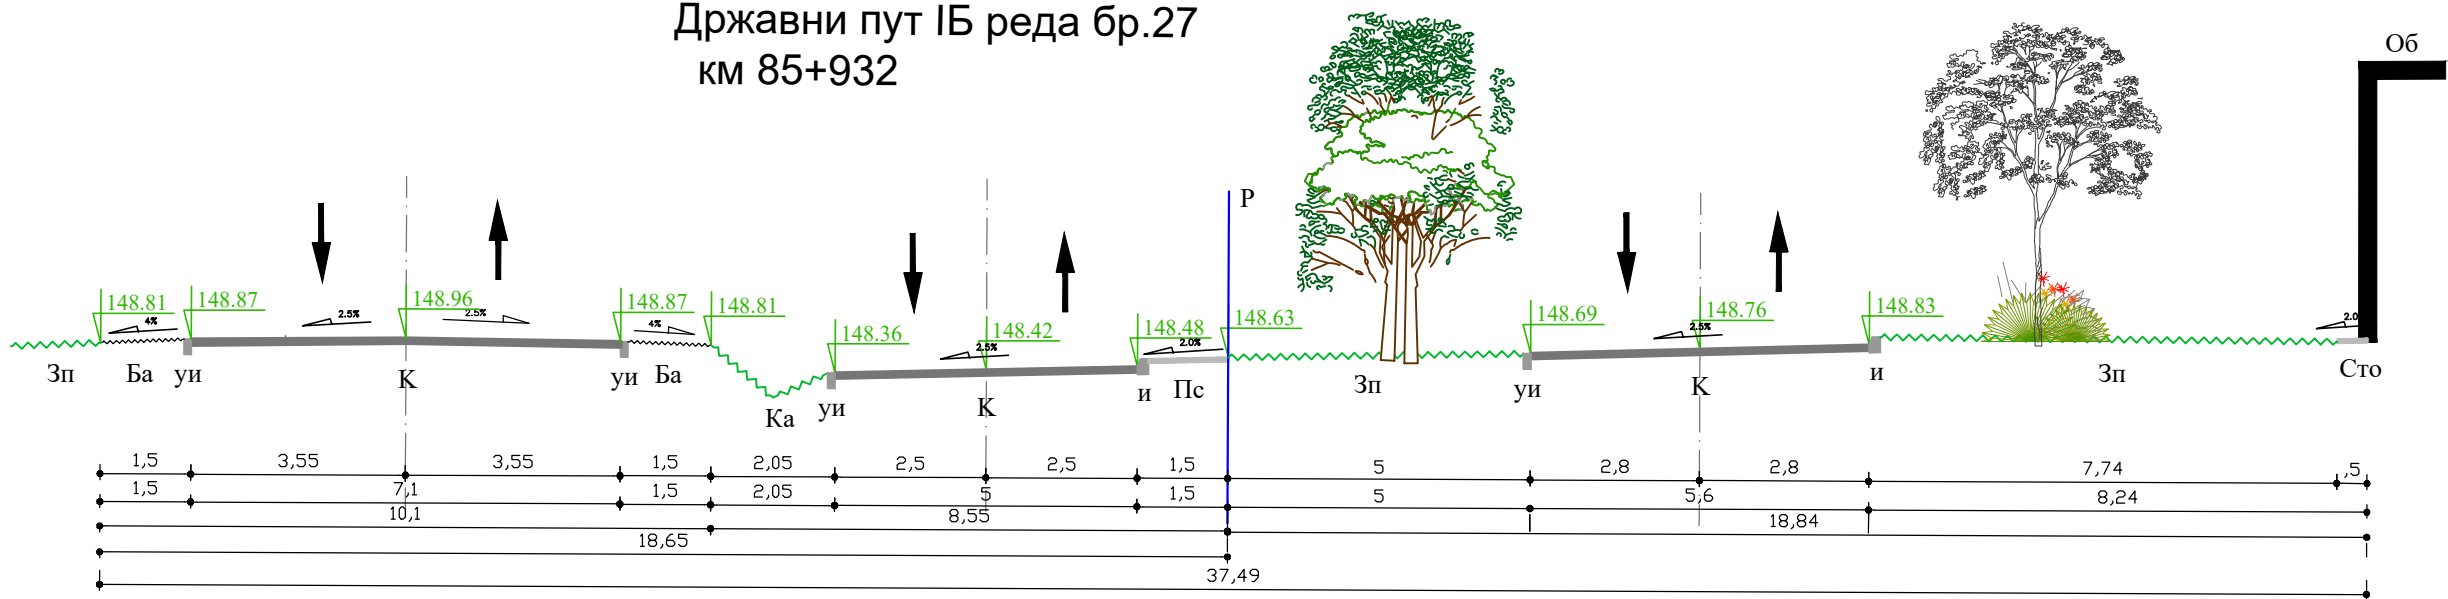 Државни пут IБ реда бр.27
км 85+932
Об
Р
148.81 148.87 148.96 148.87 148.81 148.36 148.42 148.48 148.63 148.69 148.76 148.83
4% 2.5% 2.5% 4% 2.5% 2.0% 2.5% 2.0
Зп Ба уи К уи Ба Ка уи К и Пс Зп уи К и Зп Сто
1,5 3,55 3,55 1,5 2,05 2,5 2,5 1,5 5 2,8 2,8 7,74 ,5
1,5 7,1 1,5 2,05 5 1,5 5 5,6 8,24
10,1 8,55 18,84
18,65
37,49